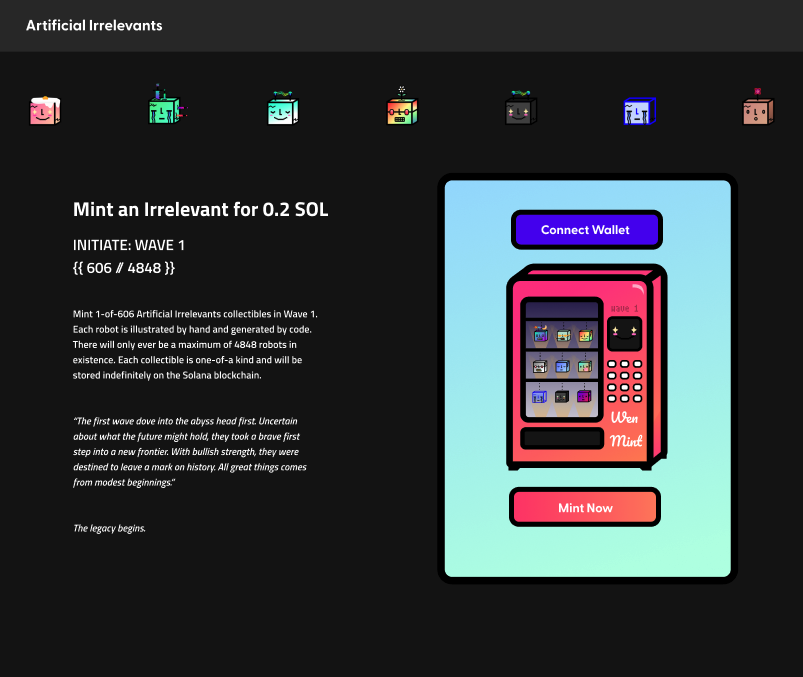 Artificial Irrelevants
Mint an Irrelevant for 0.2 SOL
INITIATE: WAVE 1
{{ 606 // 4848 }}
Mint 1-of-606 Artificial Irrelevants collectibles in Wave 1.
Each robot is illustrated by hand and generated by code.
There will only ever be a maximum of 4848 robots in
existence. Each collectible is one-of-a kind and will be
stored indefinitely on the Solana blockchain.
“The first wave dove into the abyss head first. Uncertain
about what the future might hold, they took a brave first
step into a new frontier. With bullish strength, they were
destined to leave a mark on history. All great things comes
from modest beginnings.”
The legacy begins.
Connect Wallet
Wave 1
Wen
Mint
Mint Now